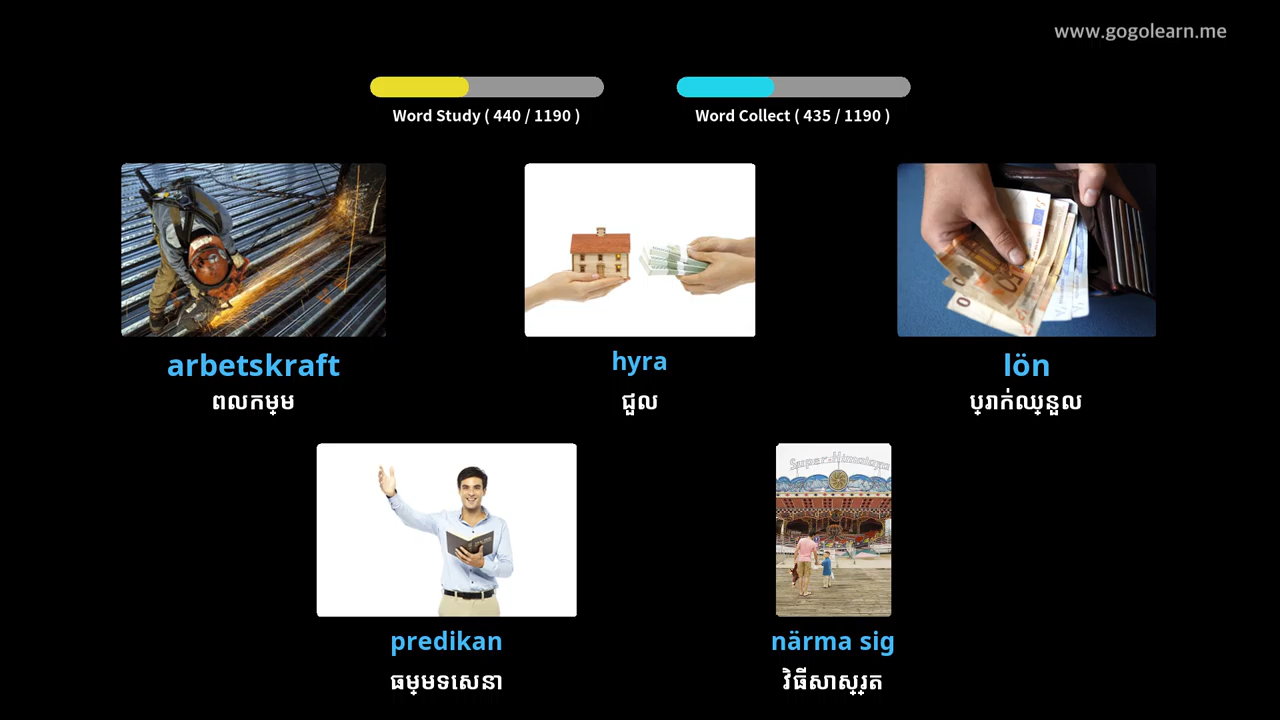 www.gogolearn.me
Word Study ( 440 / 1190 )
Word Collect ( 435 / 1190 )
arbetskraft
ពលកម្ម
hyra
ជួល
lön
ប្រាក់ឈ្នួល
predikan
ធម្មទេសនា
närma sig
វិធីសាស្រ្ត